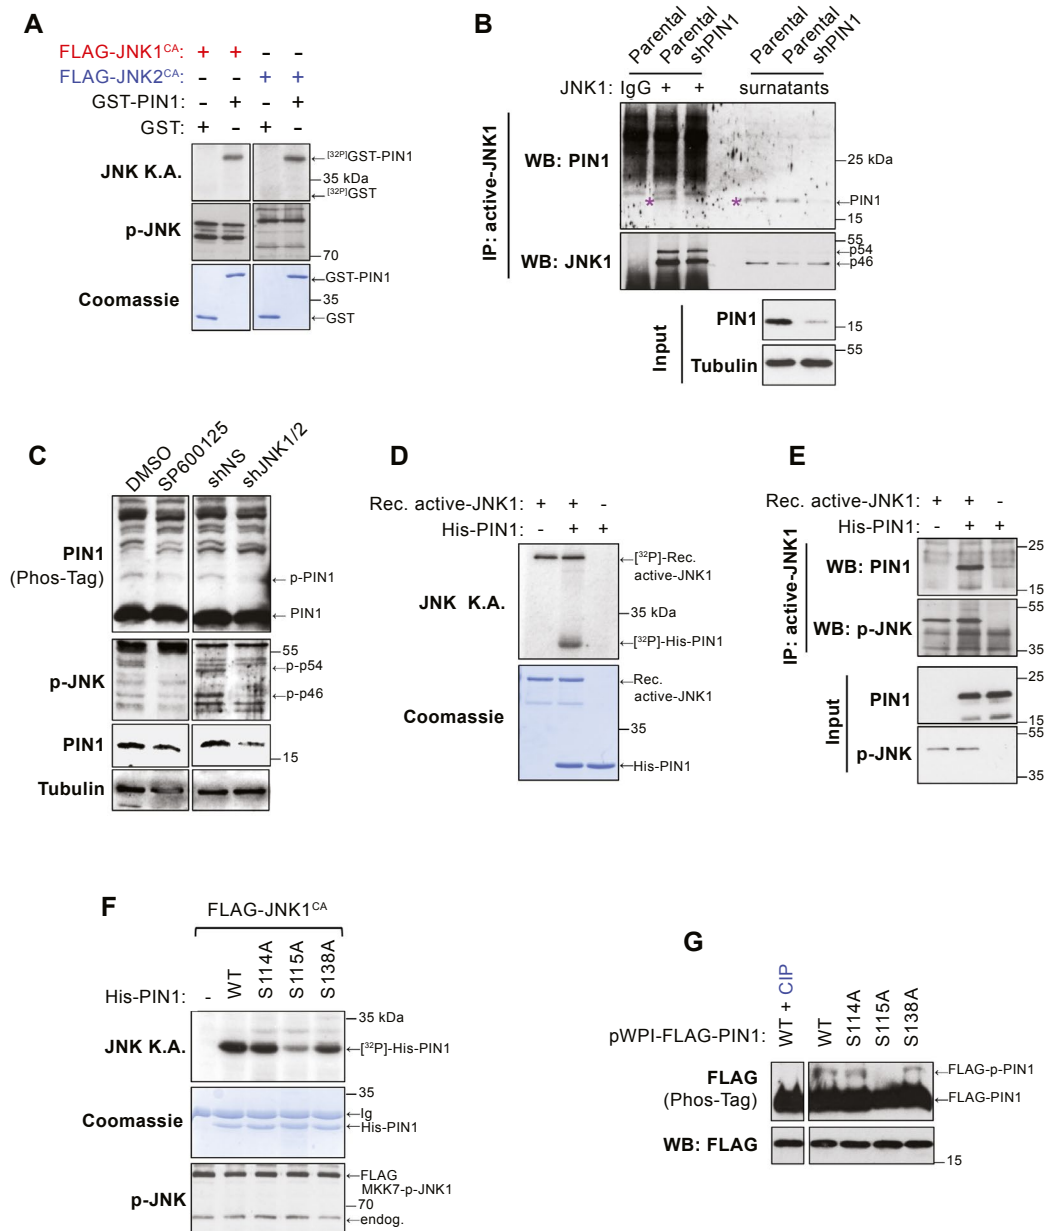 A
FLAG-JNK1CA: + + - -
FLAG-JNK2CA: - - + +
GST-PIN1: - + - +
GST: + - + -
JNK K.A.
←[32P]GST-PIN1
35 kDa
←[32P]GST
p-JNK
70
Coomassie
←GST-PIN1
35
←GST
B
Parental
Parental
shPIN1
Parental
Parental
shPIN1
JNK1: IgG + + surnatants
IP: active-JNK1
WB: PIN1
25 kDa
* *
←PIN1
15
WB: JNK1
55
←p54
←p46
Input
PIN1
15
Tubulin
55
C
DMSO
SP600125
shNS
shJNK1/2
PIN1
(Phos-Tag)
← p-PIN1
← PIN1
p-JNK
55
←p-p54
←p-p46
PIN1
15
Tubulin
D
Rec. active-JNK1: + + -
His-PIN1: - + +
JNK K.A.
←[32P]-Rec.
active-JNK1
35 kDa
←[32P]-His-PIN1
Coomassie
←Rec.
active-JNK1
35
←His-PIN1
E
Rec. active-JNK1: + + -
His-PIN1: - + +
IP: active-JNK1
WB: PIN1
25
15
WB: p-JNK
55
35
Input
PIN1
25
15
p-JNK
55
35
F
FLAG-JNK1CA
His-PIN1: - WT S114A S115A S138A
JNK K.A.
35 kDa
←[32P]-His-PIN1
Coomassie
35
←Ig
←His-PIN1
p-JNK
←FLAG
MKK7-p-JNK1
70
←endog.
G
pWPI-FLAG-PIN1: WT + CIP WT S114A S115A S138A
FLAG
(Phos-Tag)
←FLAG-p-PIN1
←FLAG-PIN1
WB: FLAG
15